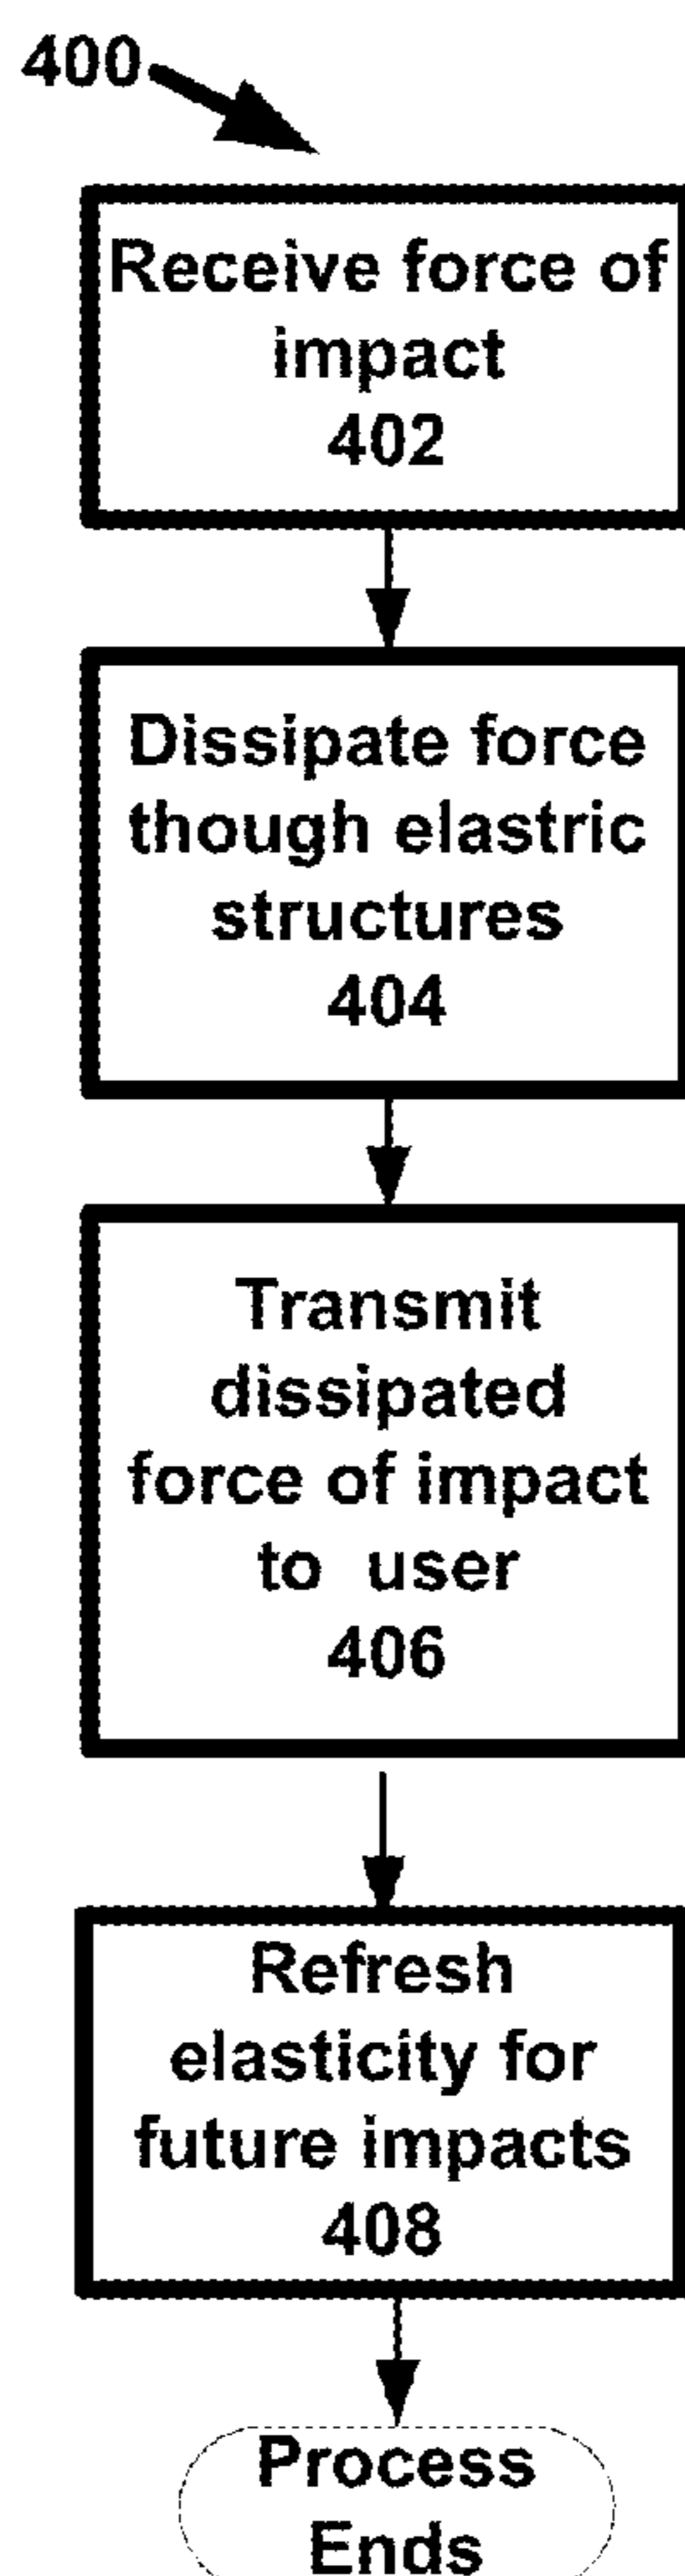 400
Receive force of
impact
402
Dissipate force
though elastric
structures
404
Transmit
dissipated
force of impact
to user
406
Refresh
elasticity for
future impacts
408
Process
Ends